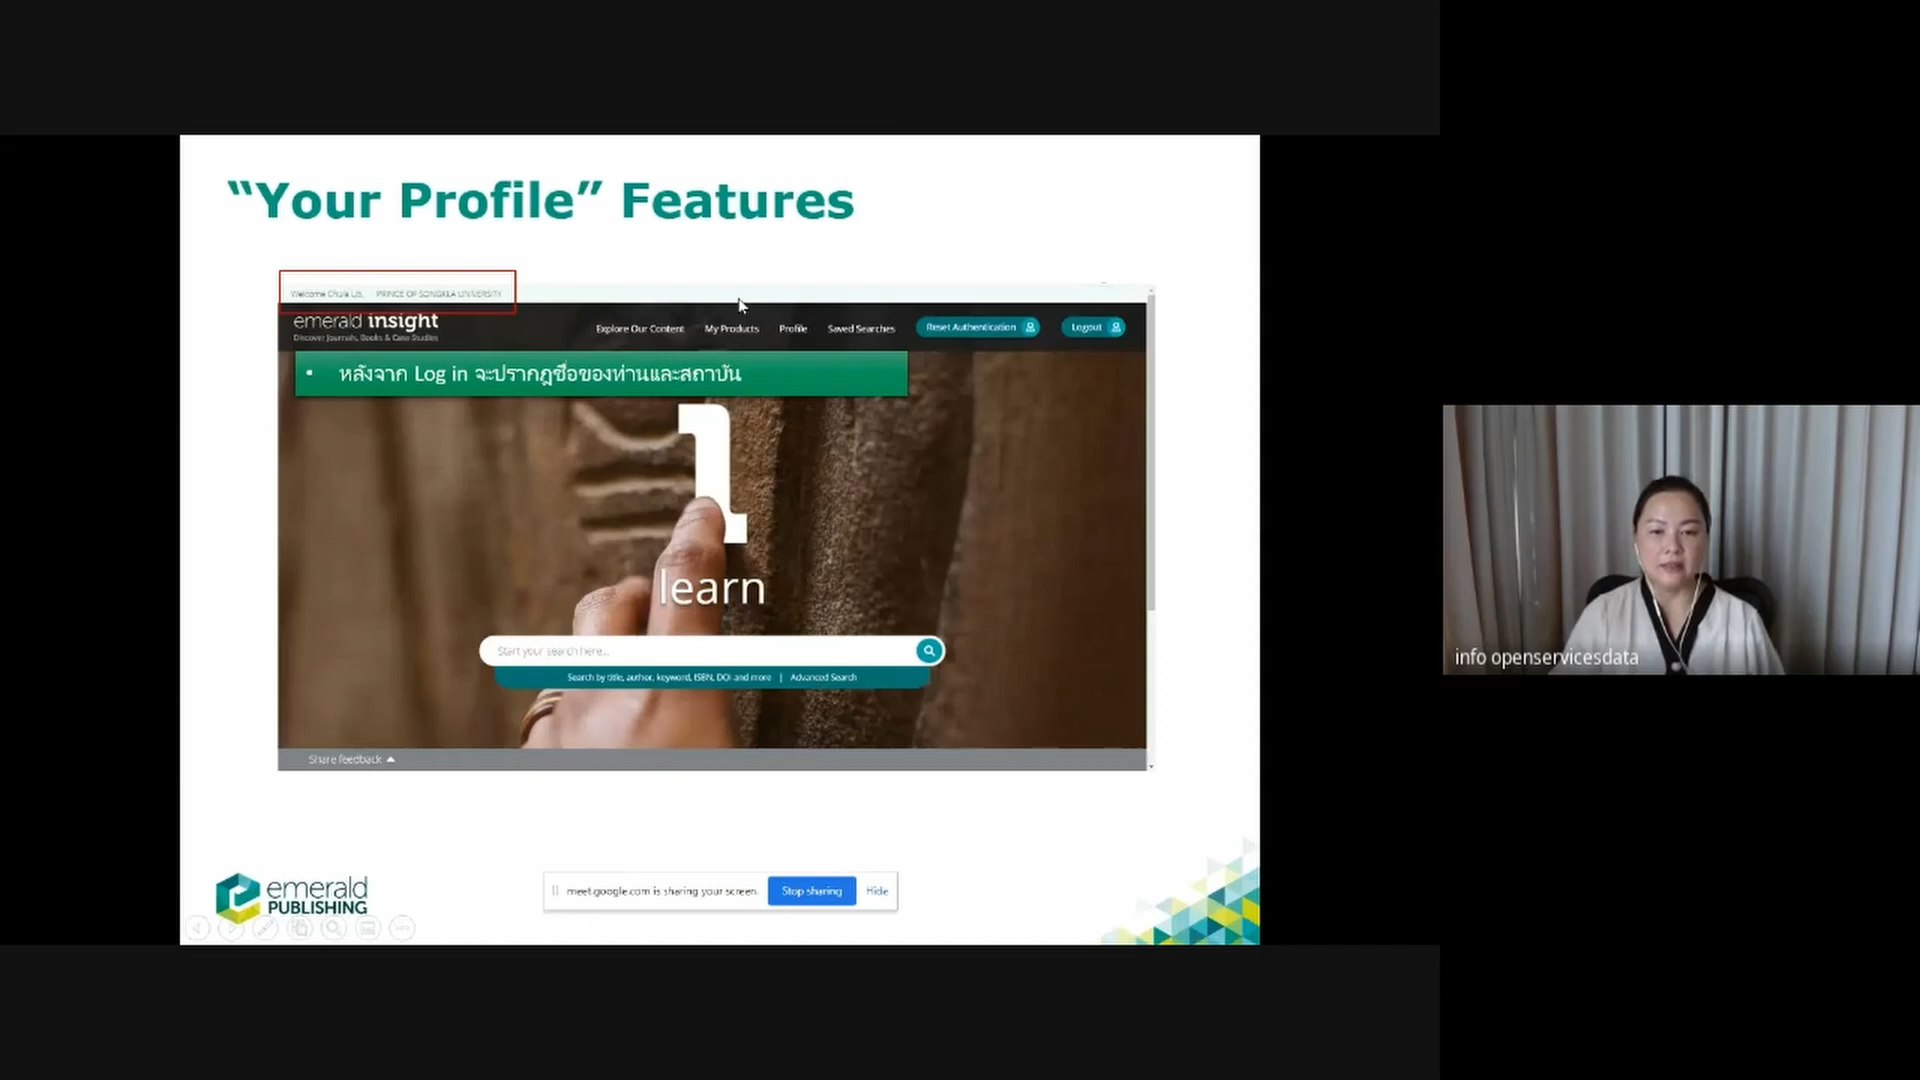 “Your Profile” Features
Welcome Chula Lib. PRINCE OF SONGKLA UNIVERSITY
emerald insight
Discover Journals, Books & Case Studies
Explore Our Content My Products Profile Saved Searches Reset Authentication Logout
• หลังจาก Log in จะปรากฎชื่อของท่านและสถาบัน
l
learn
Start your search here...
Search by title, author, keyword, ISBN, DOI and more | Advanced Search
Share feedback
info openservicesdata
emerald
PUBLISHING
meet.google.com is sharing your screen. Stop sharing Hide